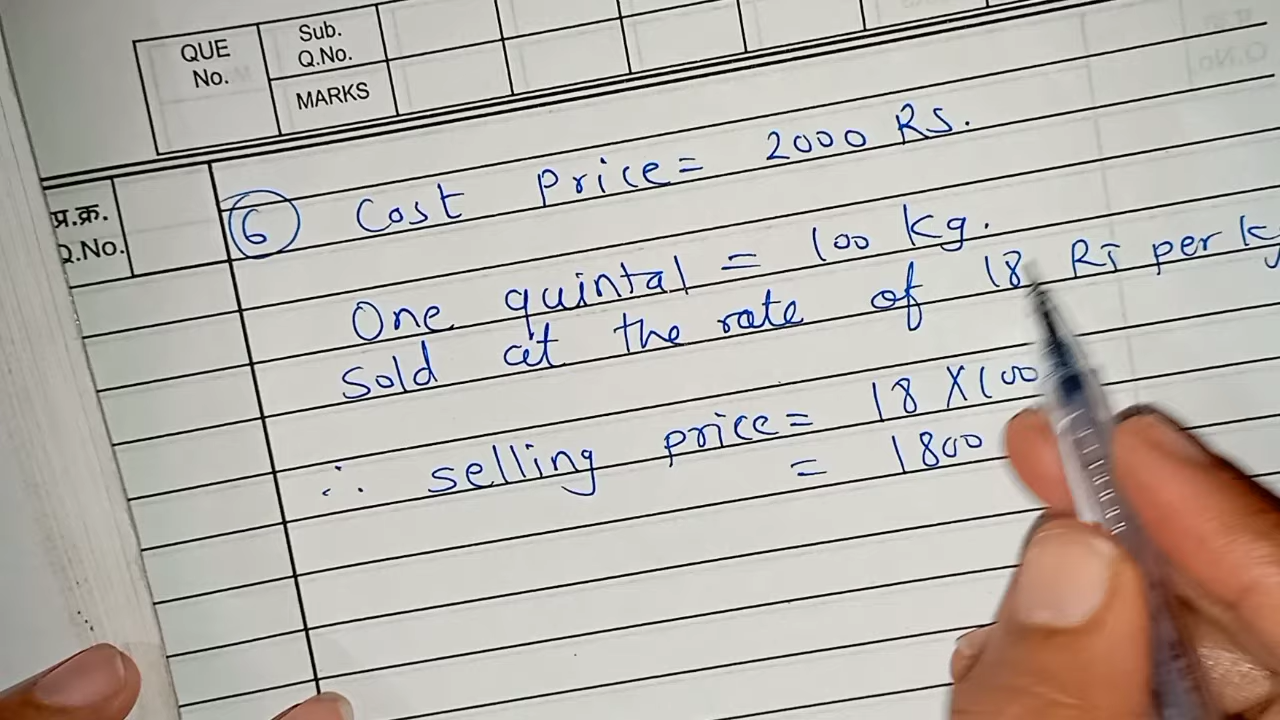 QUE No.
Sub. Q.No.
MARKS
प्र.क्र.
Q.No.
6 Cost Price = 2000 Rs.
One quintal = 100 kg.
Sold at the rate of 18 Rs per kg
∴ selling price = 18 X 100
= 1800